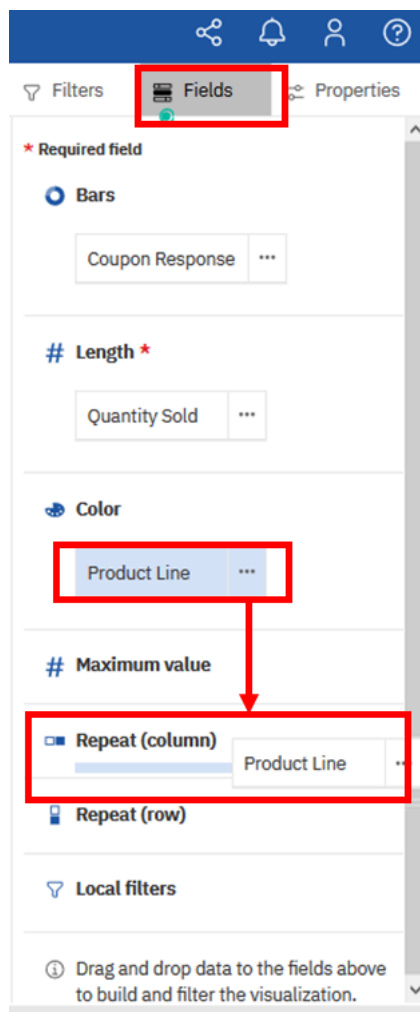 Filters Fields Properties
* Required field
Bars
Coupon Response ...
# Length *
Quantity Sold ...
Color
Product Line ...
# Maximum value
Repeat (column)
Product Line ...
Repeat (row)
Local filters
Drag and drop data to the fields above
to build and filter the visualization.